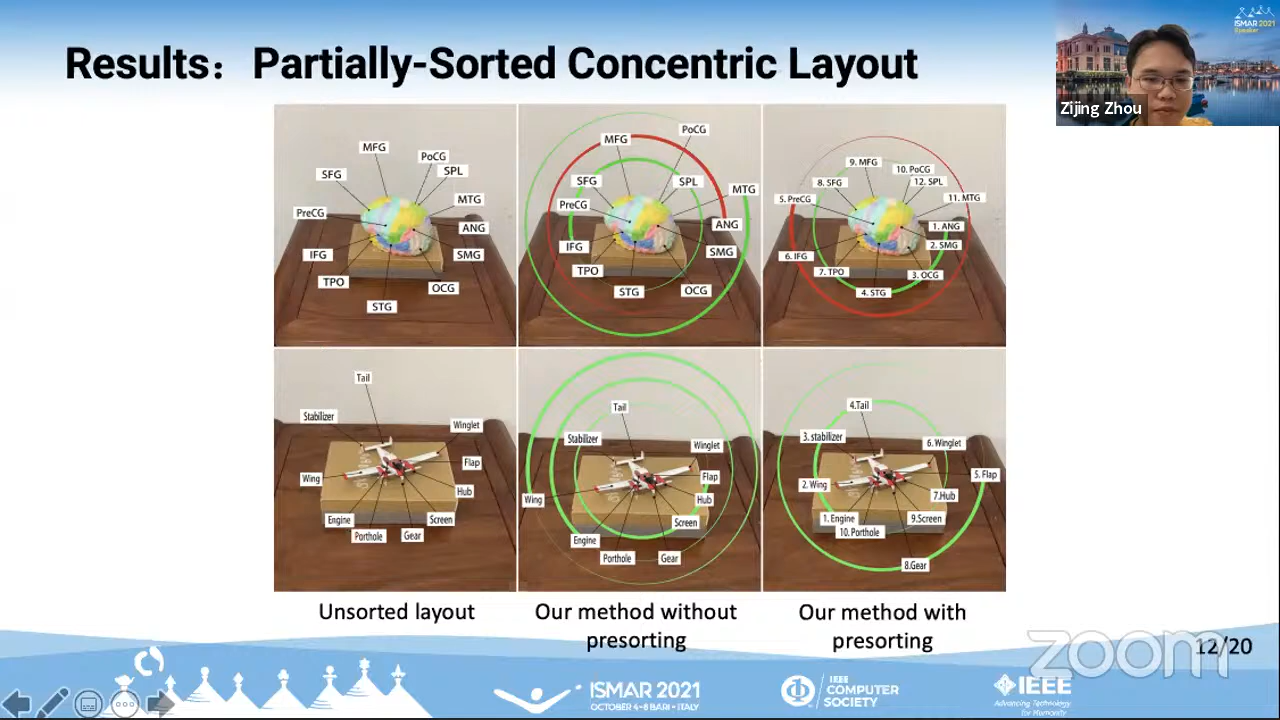 Results：Partially-Sorted Concentric Layout
ISMAR 2021
Speaker
Zijing Zhou
MFG
PoCG
SFG
SPL
MTG
PreCG
ANG
IFG
SMG
TPO
OCG
STG
PoCG
MFG
SFG
SPL
MTG
PreCG
ANG
IFG
SMG
TPO
STG
OCG
9. MFG
10. PoCG
8. SFG
12. SPL
5. PreCG
11. MTG
1. ANG
2. SMG
6. IFG
7. TPO
3. OCG
4. STG
Tail
Stabilizer
Winglet
Flap
Wing
Hub
Engine
Screen
Porthole
Gear
Tail
Stabilizer
Winglet
Flap
Wing
Hub
Screen
Engine
Porthole
Gear
4.Tail
3. stabilizer
6. Winglet
5. Flap
2. Wing
7.Hub
1. Engine
9.Screen
10. Porthole
8.Gear
Unsorted layout
Our method without
presorting
Our method with
presorting
zoom
12/20
ISMAR 2021
OCTOBER 4-8 BARI - ITALY
IEEE
COMPUTER
SOCIETY
IEEE
Advancing Technology
for Humanity